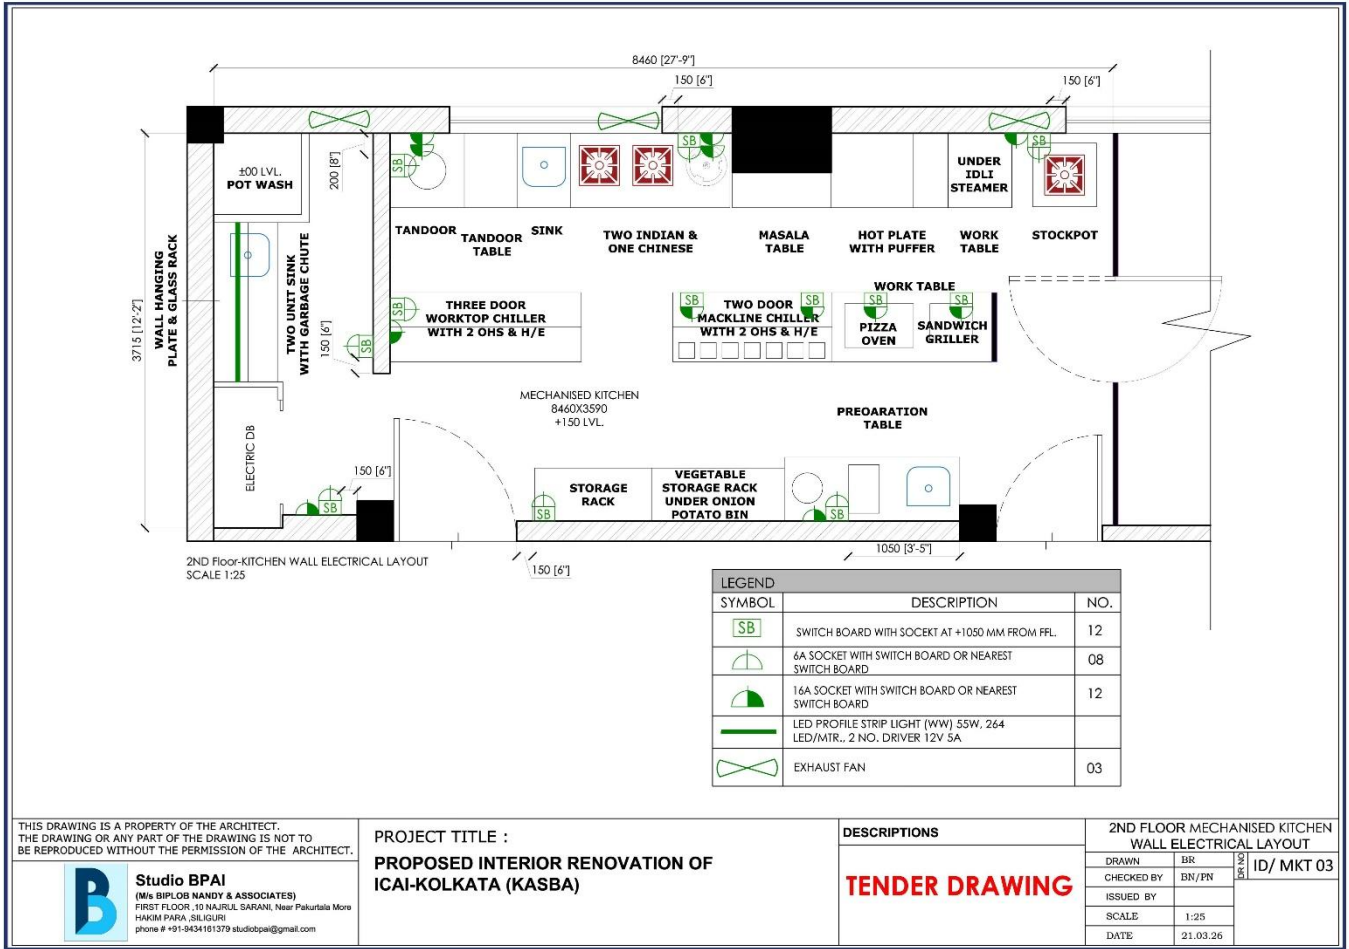 8460 [27'-9"]
150 [6"]
150 [6"]
SB
SB
±00 LVL.
POT WASH
200 [8"]
SB
UNDER
IDLI
STEAMER
TANDOOR
TANDOOR
TABLE
SINK
TWO INDIAN &
ONE CHINESE
MASALA
TABLE
HOT PLATE
WITH PUFFER
WORK
TABLE
STOCKPOT
WALL HANGING
PLATE & GLASS RACK
3715 [12'-2"]
TWO UNIT SINK
WITH GARBAGE CHUTE
150 [6"]
SB
SB
THREE DOOR
WORKTOP CHILLER
WITH 2 OHS & H/E
WORK TABLE
SB
SB
SB
SB
TWO DOOR
MACKLINE CHILLER
WITH 2 OHS & H/E
PIZZA
OVEN
SANDWICH
GRILLER
MECHANISED KITCHEN
8460X3590
+150 LVL.
PREOARATION
TABLE
ELECTRIC DB
150 [6"]
SB
STORAGE
RACK
VEGETABLE
STORAGE RACK
UNDER ONION
POTATO BIN
SB
SB
1050 [3'-5"]
150 [6"]
2ND Floor-KITCHEN WALL ELECTRICAL LAYOUT
SCALE 1:25
LEGEND
SYMBOL DESCRIPTION NO.
SB SWITCH BOARD WITH SOCEKT AT +1050 MM FROM FFL. 12
6A SOCKET WITH SWITCH BOARD OR NEAREST
SWITCH BOARD
08
16A SOCKET WITH SWITCH BOARD OR NEAREST
SWITCH BOARD
12
LED PROFILE STRIP LIGHT (WW) 55W, 264
LED/MTR., 2 NO. DRIVER 12V 5A
EXHAUST FAN 03
THIS DRAWING IS A PROPERTY OF THE ARCHITECT.
THE DRAWING OR ANY PART OF THE DRAWING IS NOT TO
BE REPRODUCED WITHOUT THE PERMISSION OF THE ARCHITECT.
Studio BPAI
(M/s BIPLOB NANDY & ASSOCIATES)
FIRST FLOOR ,10 NAJRUL SARANI, Near Pakurtala More
HAKIM PARA ,SILIGURI
phone # +91-9434161379 studiobpai@gmail.com
PROJECT TITLE :
PROPOSED INTERIOR RENOVATION OF
ICAI-KOLKATA (KASBA)
DESCRIPTIONS
TENDER DRAWING
2ND FLOOR MECHANISED KITCHEN
WALL ELECTRICAL LAYOUT
DRAWN BR
CHECKED BY BN/PN
ISSUED BY
SCALE 1:25
DATE 21.03.26
DR NO
ID/ MKT 03